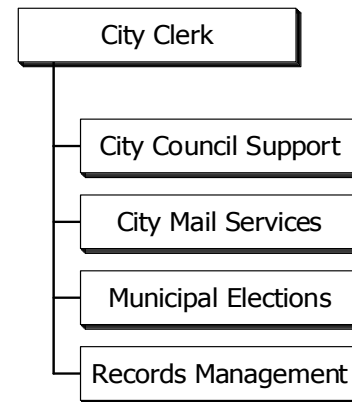 City Clerk
City Council Support
City Mail Services
Municipal Elections
Records Management